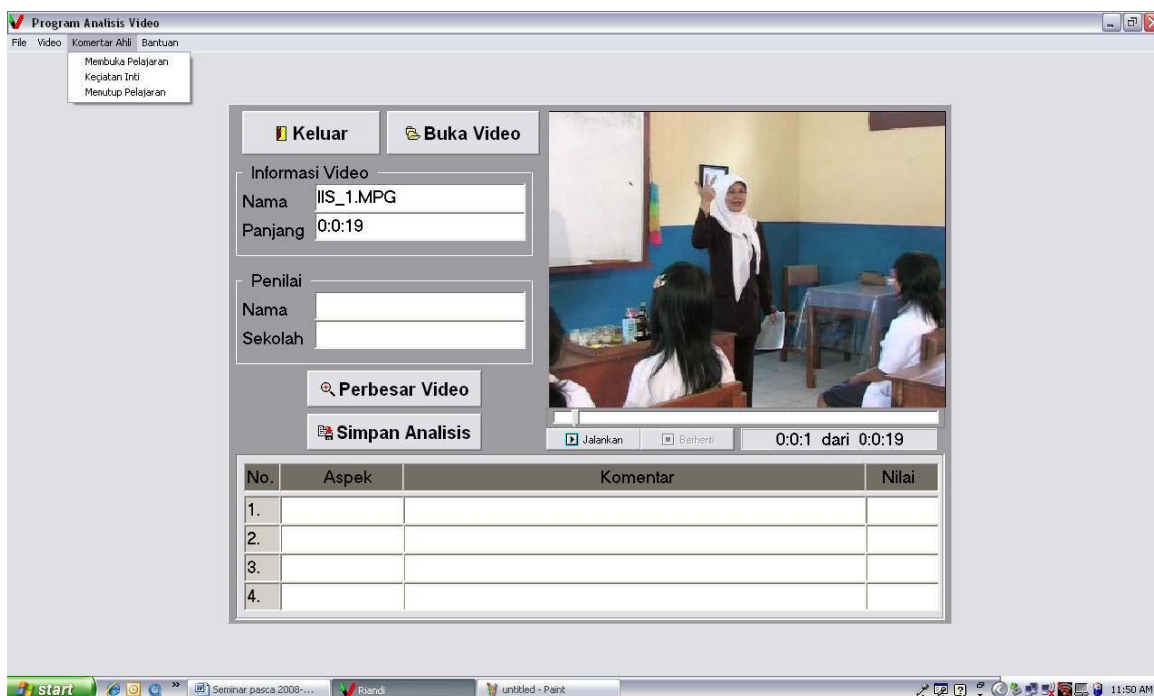 Program Analisis Video
File Video Komertar Ahli Bantuan
Membuka Pelajaran
Kegiatan Inti
Menutup Pelajaran
Keluar Buka Video
Informasi Video
Nama IIS_1.MPG
Panjang 0:0:19
Penilai
Nama
Sekolah
Perbesar Video
Simpan Analisis
Jalankan Berhenti 0:0:1 dari 0:0:19
No. Aspek Komentar Nilai
1.
2.
3.
4.
start Seminar pasca 2008-... Riandi untitled - Paint 11:50 AM